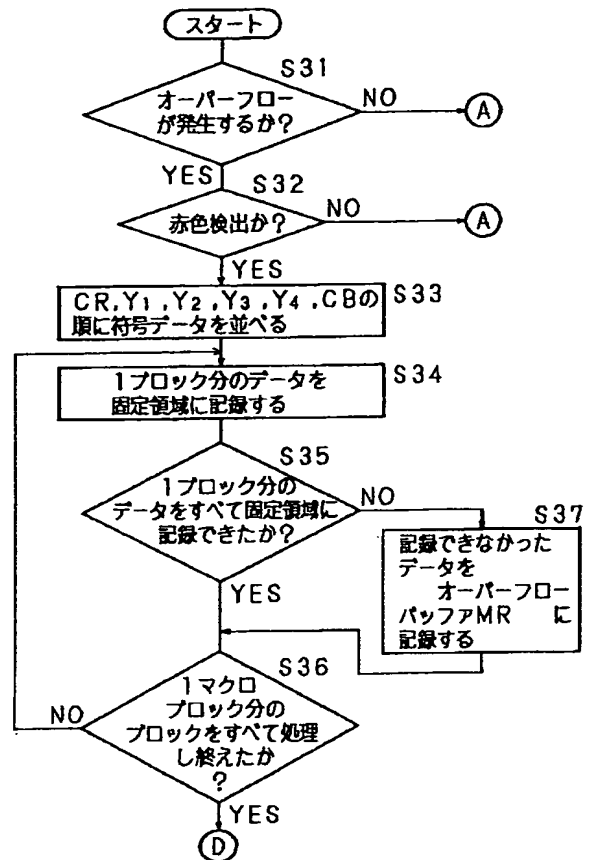 スタート
S31
オーバーフロー
が発生するか?
NO
A
YES
S32
赤色検出か?
NO
A
YES
S33
CR,Y1,Y2,Y3,Y4,CBの
順に符号データを並べる
S34
1ブロック分のデータを
固定領域に記録する
S35
1ブロック分の
データをすべて固定領域に
記録できたか?
NO
S37
記録できなかった
データを
オーバーフロー
バッファMR に
記録する
YES
S36
1マクロ
ブロック分の
ブロックをすべて処理
し終えたか
?
NO
YES
D